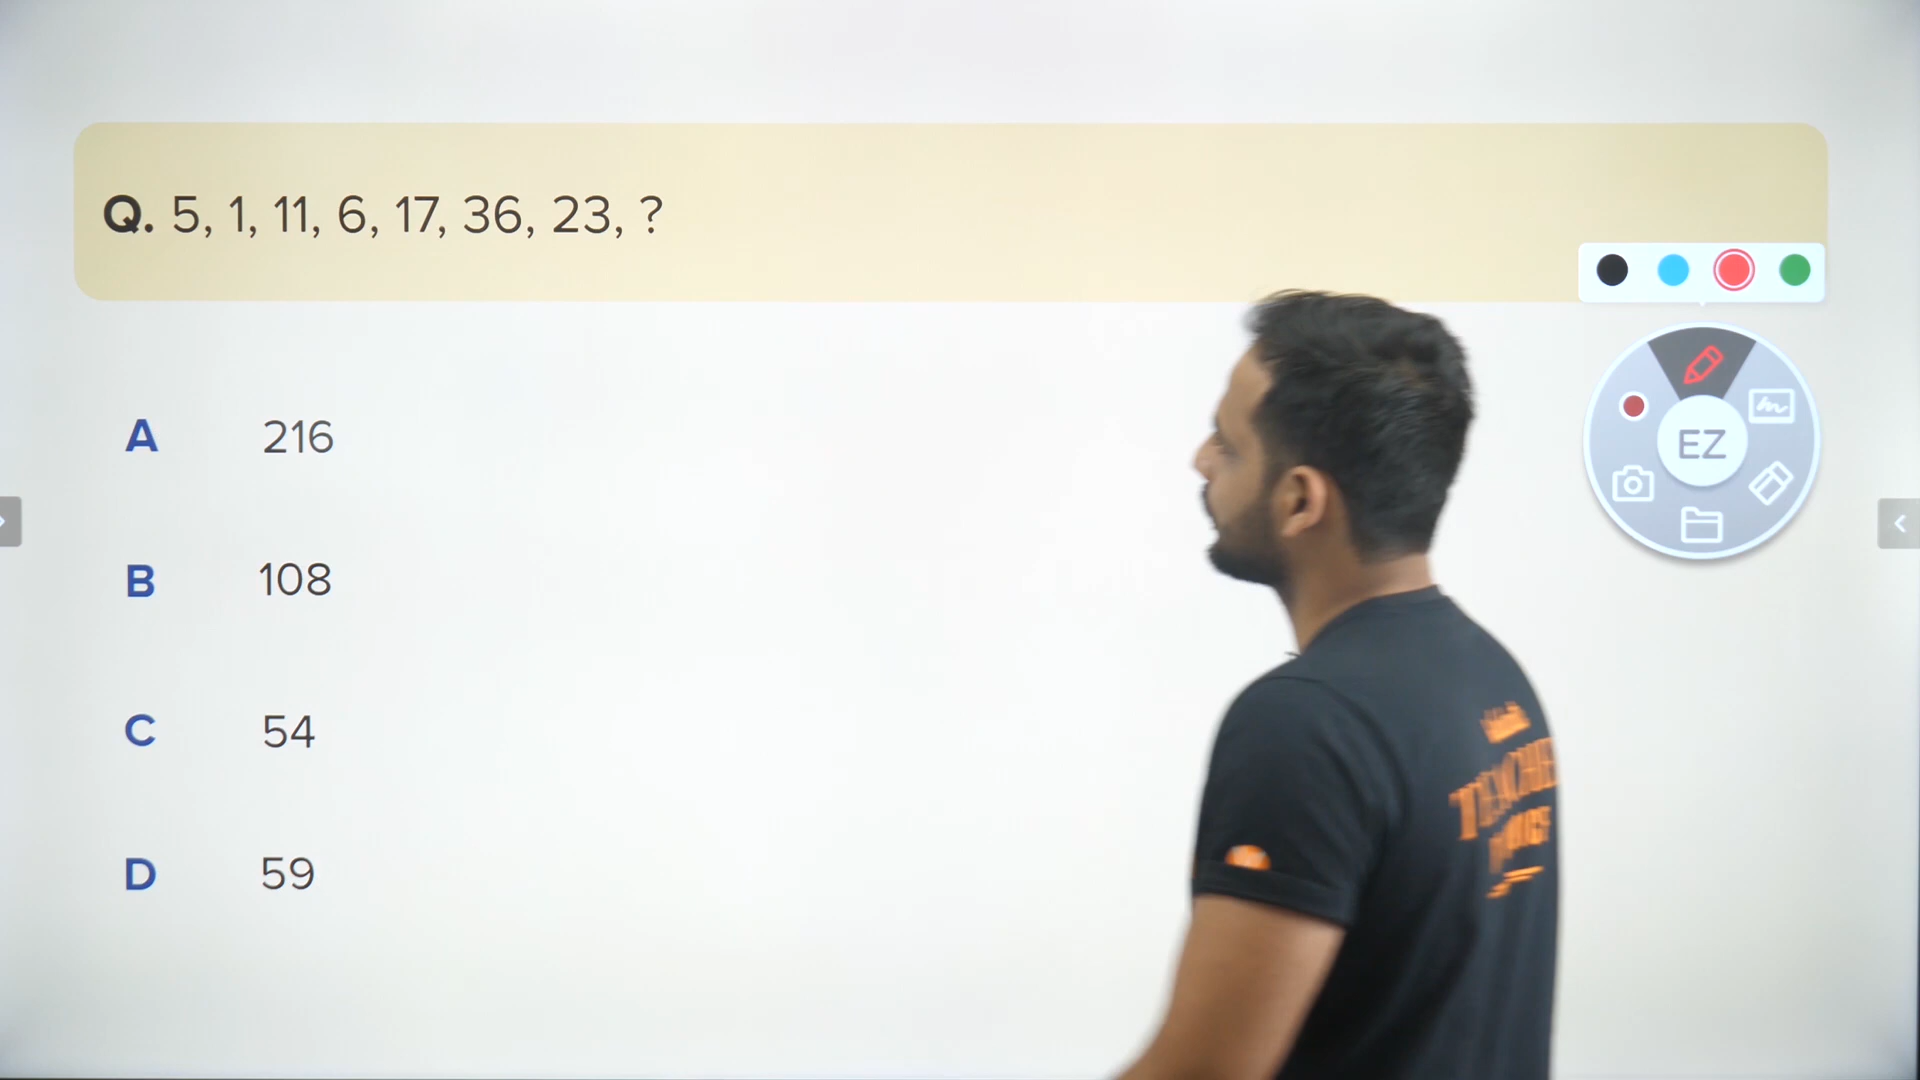 Q. 5, 1, 11, 6, 17, 36, 23, ?
A 216
B 108
C 54
D 59
EZ